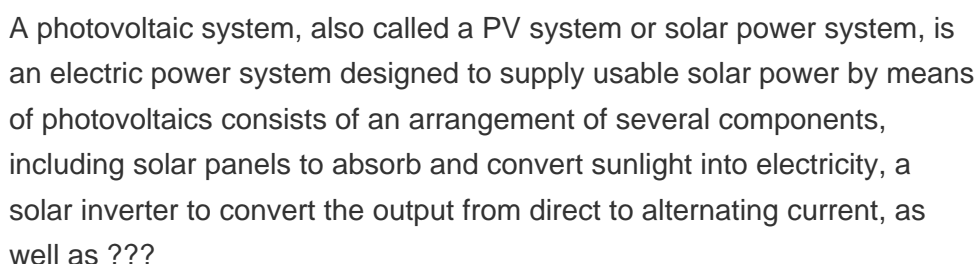 A photovoltaic system, also called a PV system or solar power system, is
an electric power system designed to supply usable solar power by means
of photovoltaics consists of an arrangement of several components,
including solar panels to absorb and convert sunlight into electricity, a
solar inverter to convert the output from direct to alternating current, as
well as ???